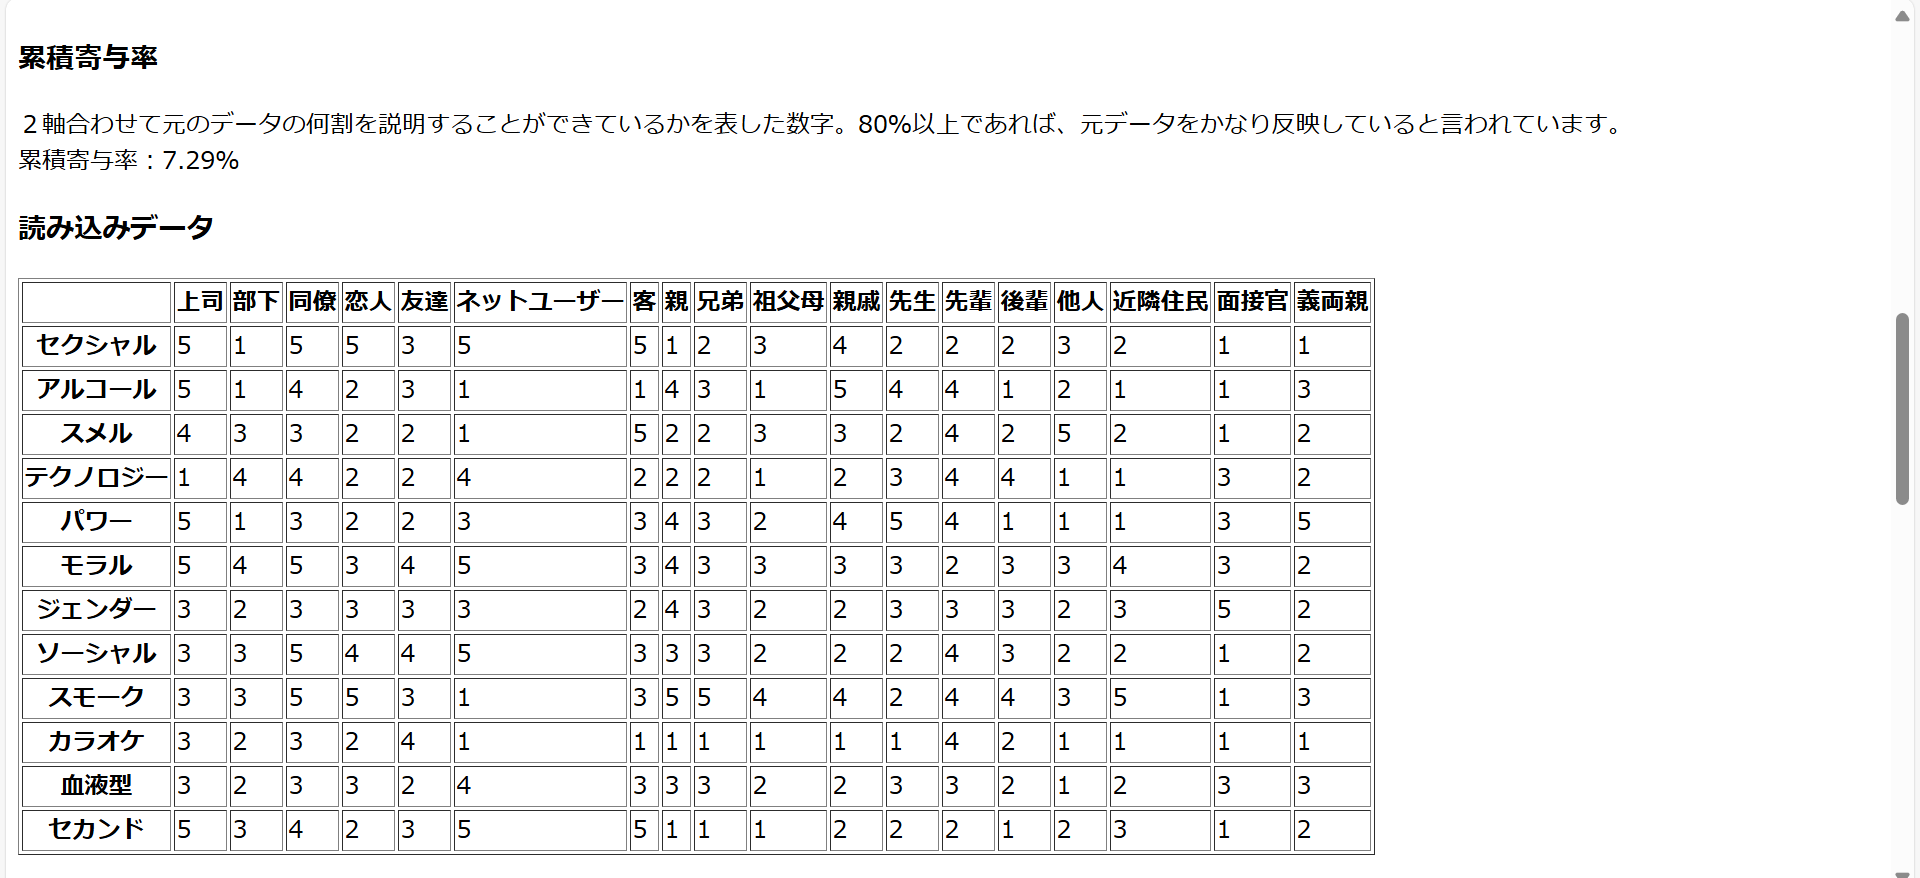 累積寄与率
２軸合わせて元のデータの何割を説明することができているかを表した数字。80%以上であれば、元データをかなり反映していると言われています。
累積寄与率：7.29%
読み込みデータ
上司 部下 同僚 恋人 友達 ネットユーザー 客 親 兄弟 祖父母 親戚 先生 先輩 後輩 他人 近隣住民 面接官 義両親
セクシャル 5 1 5 5 3 5 5 1 2 3 4 2 2 2 3 2 1 1
アルコール 5 1 4 2 3 1 1 4 3 1 5 4 4 1 2 1 1 3
スメル 4 3 3 2 2 1 5 2 2 3 3 2 4 2 5 2 1 2
テクノロジー 1 4 4 2 2 4 2 2 2 1 2 3 4 4 1 1 3 2
パワー 5 1 3 2 2 3 3 4 3 2 4 5 4 1 1 1 3 5
モラル 5 4 5 3 4 5 3 4 3 3 3 3 2 3 3 4 3 2
ジェンダー 3 2 3 3 3 3 2 4 3 2 2 3 3 3 2 3 5 2
ソーシャル 3 3 5 4 4 5 3 3 3 2 2 2 4 3 2 2 1 2
スモーク 3 3 5 5 3 1 3 5 5 4 4 2 4 4 3 5 1 3
カラオケ 3 2 3 2 4 1 1 1 1 1 1 1 4 2 1 1 1 1
血液型 3 2 3 3 2 4 3 3 3 2 2 3 3 2 1 2 3 3
セカンド 5 3 4 2 3 5 5 1 1 1 2 2 2 1 2 3 1 2